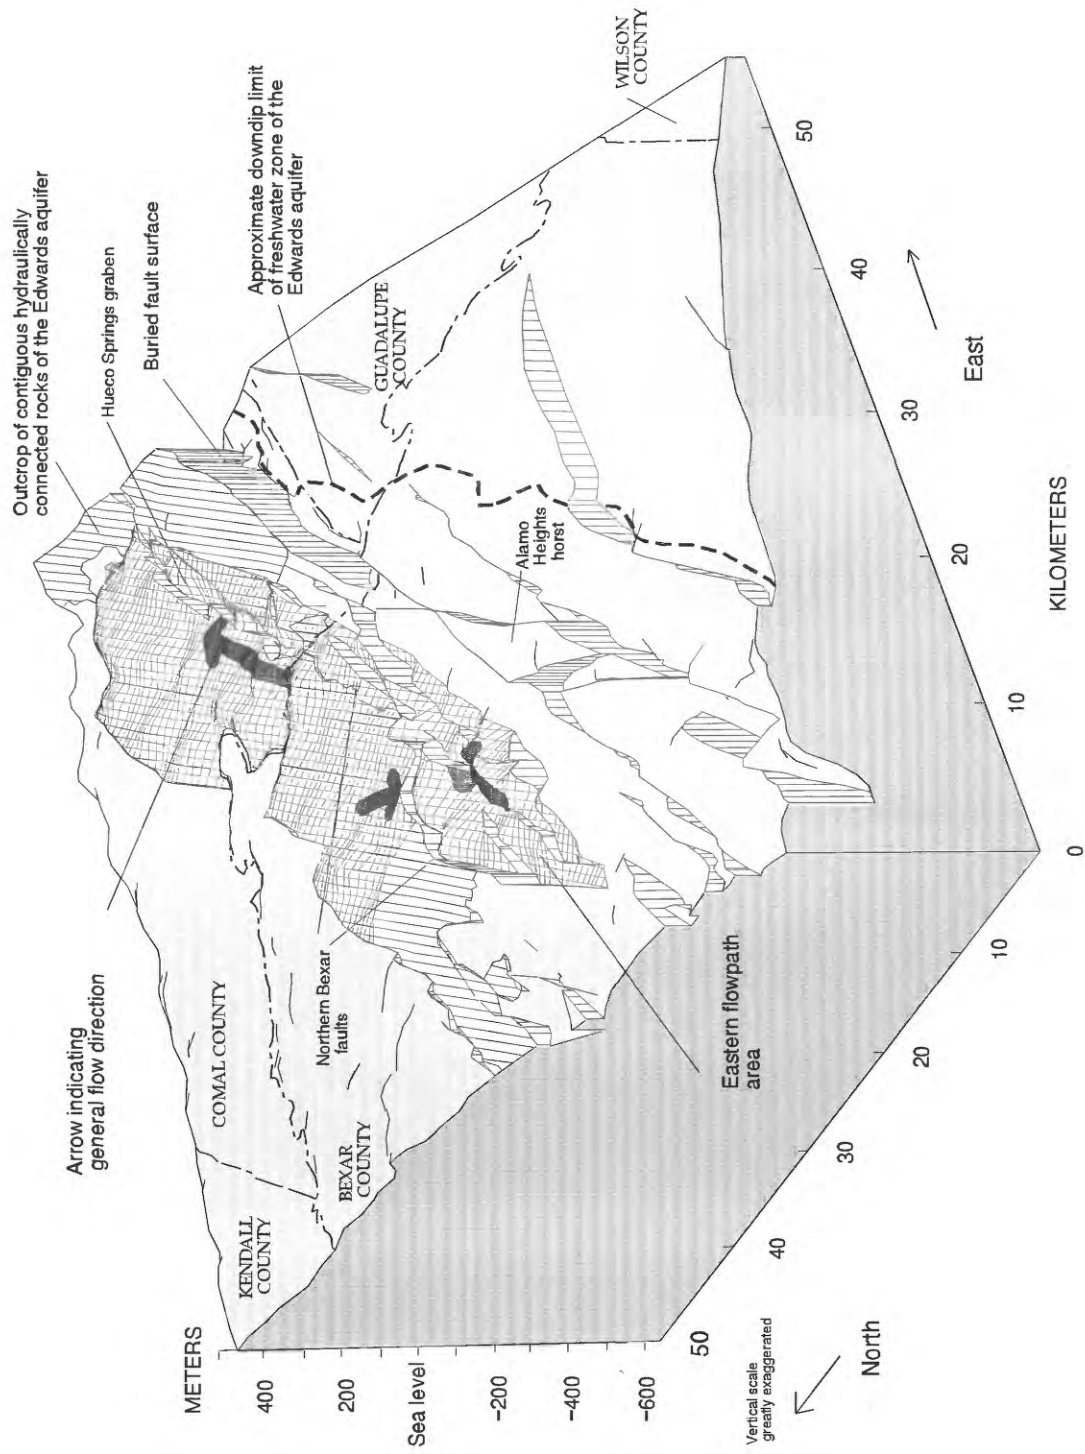 Outcrop of contiguous hydraulically
connected rocks of the Edwards aquifer
Hueco Springs graben
Buried fault surface
Approximate downdip limit
of freshwater zone of the
Edwards aquifer
Arrow indicating
general flow direction
METERS
400
200
Sea level
−200
−400
−600
KENDALL
COUNTY
COMAL COUNTY
BEXAR
COUNTY
Northern Bexar
faults
GUADALUPE
COUNTY
WILSON
COUNTY
Alamo
Heights
horst
Eastern flowpath
area
Vertical scale
greatly exaggerated
North
50
40
30
20
10
0
10
20
30
40
50
KILOMETERS
East